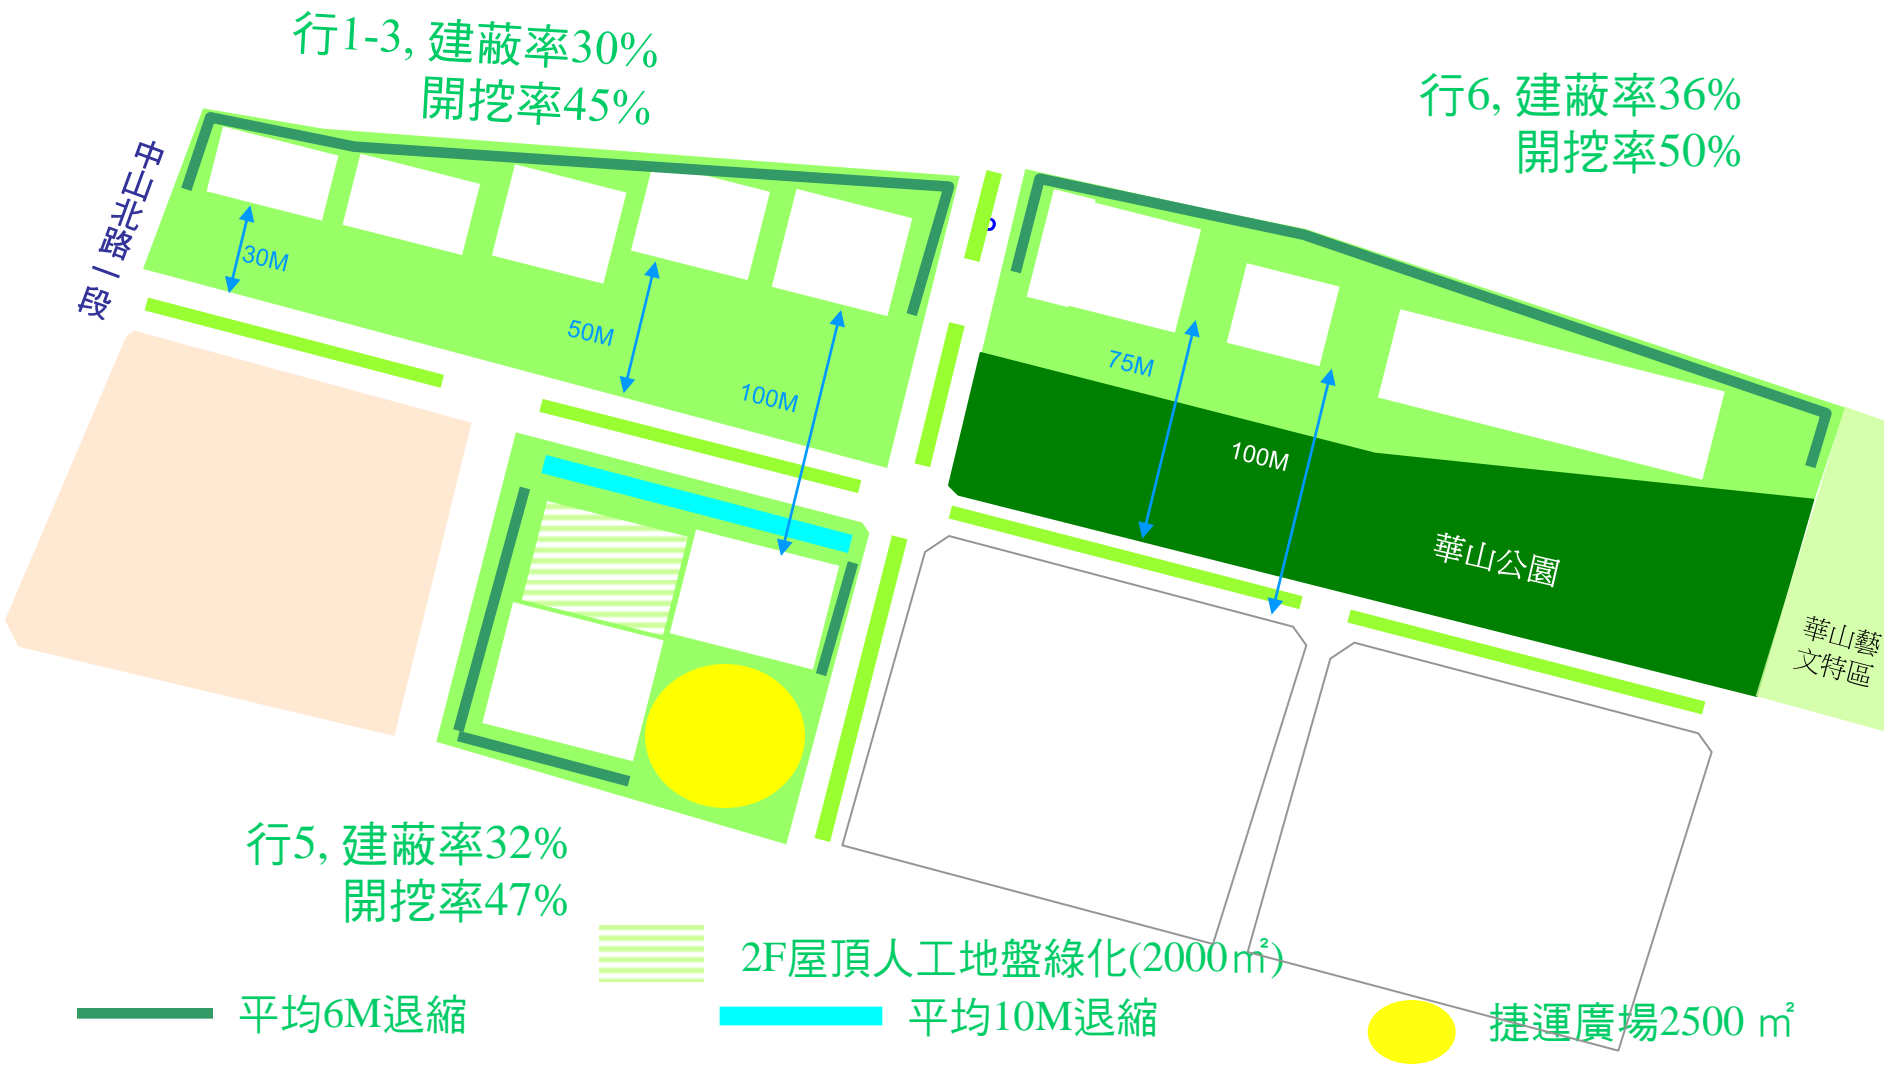 行1-3, 建蔽率30%
開挖率45%
行6, 建蔽率36%
開挖率50%
中山北路一段
30M
50M
100M
75M
100M
華山公園
華山藝
文特區
行5, 建蔽率32%
開挖率47%
2F屋頂人工地盤綠化(2000㎡)
平均6M退縮
平均10M退縮
捷運廣場2500 ㎡